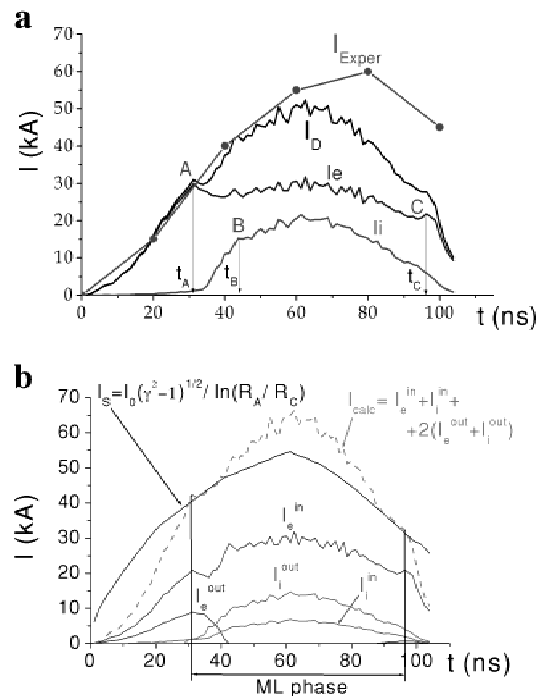 a
I_Exper
70
60
50
40
30
20
10
0
I (kA)
A
I_D
Ie
B
C
Ii
t_A
t_B
t_C
0 20 40 60 80 100
t (ns)
b
I_S=I_0(γ²-1)^1/2/ ln(R_A/ R_C)
I_calc= I_e^in+I_i^in+
+2(I_e^out+I_i^out)
70
60
50
40
30
20
10
0
I (kA)
I_e^in
I_e^out
I_i^out
I_i^in
0 20 40 60 80 100
t (ns)
ML phase